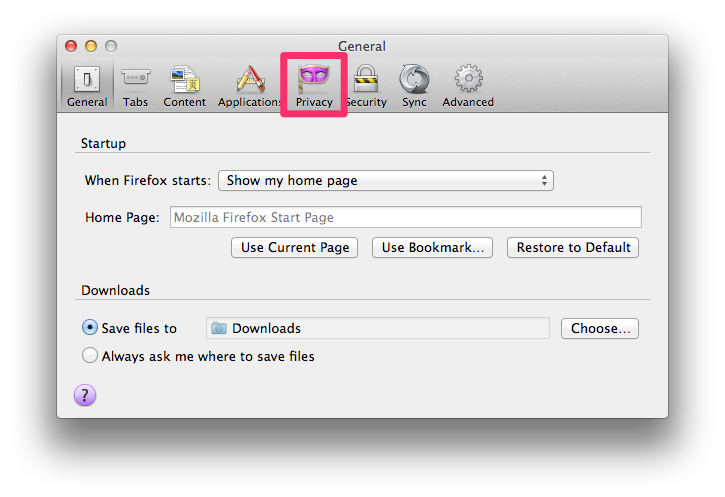 General
General Tabs Content Applications Privacy Security Sync Advanced
Startup
When Firefox starts: Show my home page
Home Page: Mozilla Firefox Start Page
Use Current Page Use Bookmark... Restore to Default
Downloads
Save files to Downloads Choose...
Always ask me where to save files
?